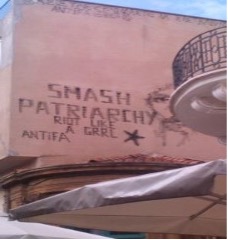 SMASH
PATRIARCHY
RIOT LIKE
A GRRL
ANTIFA